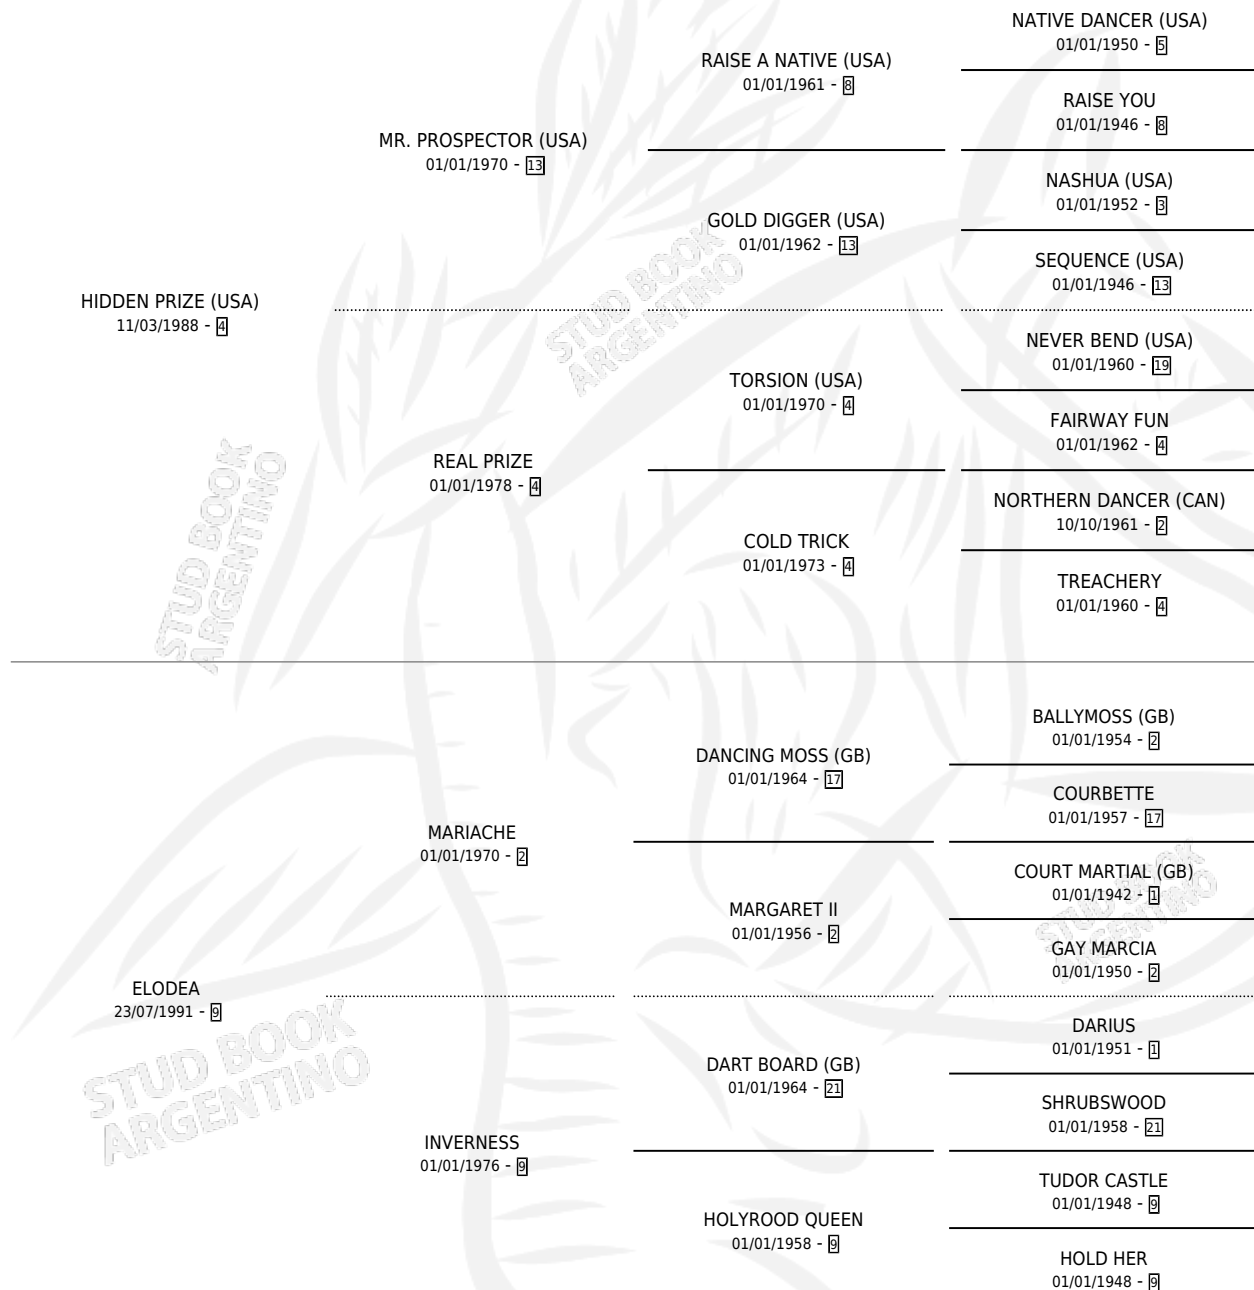 NATIVE DANCER (USA)
01/01/1950 - 5
RAISE A NATIVE (USA)
01/01/1961 - 8
RAISE YOU
01/01/1946 - 8
MR. PROSPECTOR (USA)
01/01/1970 - 13
NASHUA (USA)
01/01/1952 - 3
GOLD DIGGER (USA)
01/01/1962 - 13
SEQUENCE (USA)
01/01/1946 - 13
HIDDEN PRIZE (USA)
11/03/1988 - 4
NEVER BEND (USA)
01/01/1960 - 19
TORSION (USA)
01/01/1970 - 4
FAIRWAY FUN
01/01/1962 - 4
REAL PRIZE
01/01/1978 - 4
NORTHERN DANCER (CAN)
10/10/1961 - 2
COLD TRICK
01/01/1973 - 4
TREACHERY
01/01/1960 - 4
STUD BOOK
ARGENTINO
STUD BOOK
ARGENTINO
BALLYMOSS (GB)
01/01/1954 - 2
DANCING MOSS (GB)
01/01/1964 - 17
COURBETTE
01/01/1957 - 17
MARIACHE
01/01/1970 - 2
COURT MARTIAL (GB)
01/01/1942 - 1
MARGARET II
01/01/1956 - 2
GAY MARCIA
01/01/1950 - 2
ELODEA
23/07/1991 - 9
DARIUS
01/01/1951 - 1
DART BOARD (GB)
01/01/1964 - 21
SHRUBSWOOD
01/01/1958 - 21
INVERNESS
01/01/1976 - 9
TUDOR CASTLE
01/01/1948 - 9
HOLYROOD QUEEN
01/01/1958 - 9
HOLD HER
01/01/1948 - 9
STUD BOOK
ARGENTINO
STUD BOOK
ARGENTINO